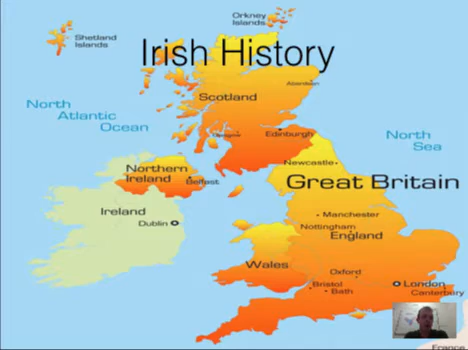 Orkney
Islands
Shetland
Islands
Irish History
Aberdeen
Scotland
North
Atlantic
Ocean
Glasgow
Edinburgh
North
Sea
Newcastle
Northern
Ireland
Belfast
Great Britain
Ireland
Dublin
Manchester
Nottingham
England
Wales
Oxford
London
Bristol
Bath
Canterbury
France